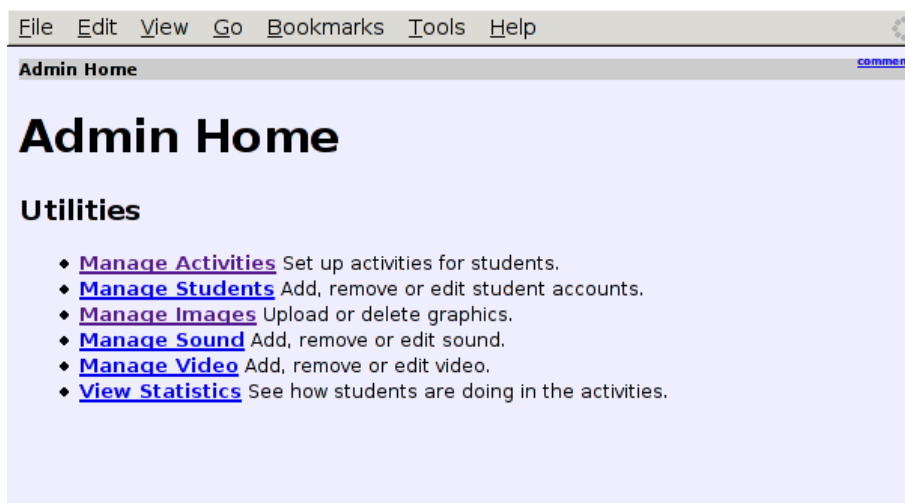 File Edit View Go Bookmarks Tools Help
Admin Home
Admin Home
Utilities
Manage Activities Set up activities for students.
Manage Students Add, remove or edit student accounts.
Manage Images Upload or delete graphics.
Manage Sound Add, remove or edit sound.
Manage Video Add, remove or edit video.
View Statistics See how students are doing in the activities.